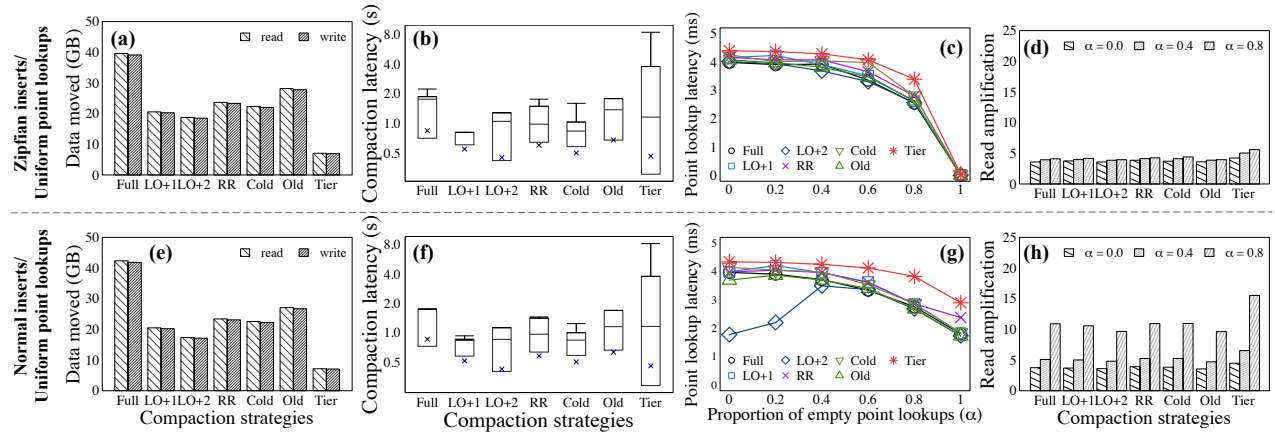 Zipfian inserts/
Uniform point lookups
(a)
read
write
Data moved (GB)
50
40
30
20
10
0
Full LO+1 LO+2 RR Cold Old Tier
(b)
Compaction latency (s)
8.0
4.0
2.0
1.0
0.5
Full LO+1 LO+2 RR Cold Old Tier
(c)
Point lookup latency (ms)
5
4
3
2
1
0
Full LO+2 Cold Tier
LO+1 RR Old
0 0.2 0.4 0.6 0.8 1
(d)
α = 0.0 α = 0.4 α = 0.8
Read amplification
25
20
15
10
5
0
Full LO+1 LO+2 RR Cold Old Tier
Normal inserts/
Uniform point lookups
(e)
read
write
Data moved (GB)
50
40
30
20
10
0
Full LO+1 LO+2 RR Cold Old Tier
Compaction strategies
(f)
Compaction latency (s)
8.0
4.0
2.0
1.0
0.5
Full LO+1 LO+2 RR Cold Old Tier
Compaction strategies
(g)
Point lookup latency (ms)
5
4
3
2
1
0
Full LO+2 Cold Tier
LO+1 RR Old
0 0.2 0.4 0.6 0.8 1
Proportion of empty point lookups (α)
(h)
α = 0.0 α = 0.4 α = 0.8
Read amplification
25
20
15
10
5
0
Full LO+1 LO+2 RR Cold Old Tier
Compaction strategies